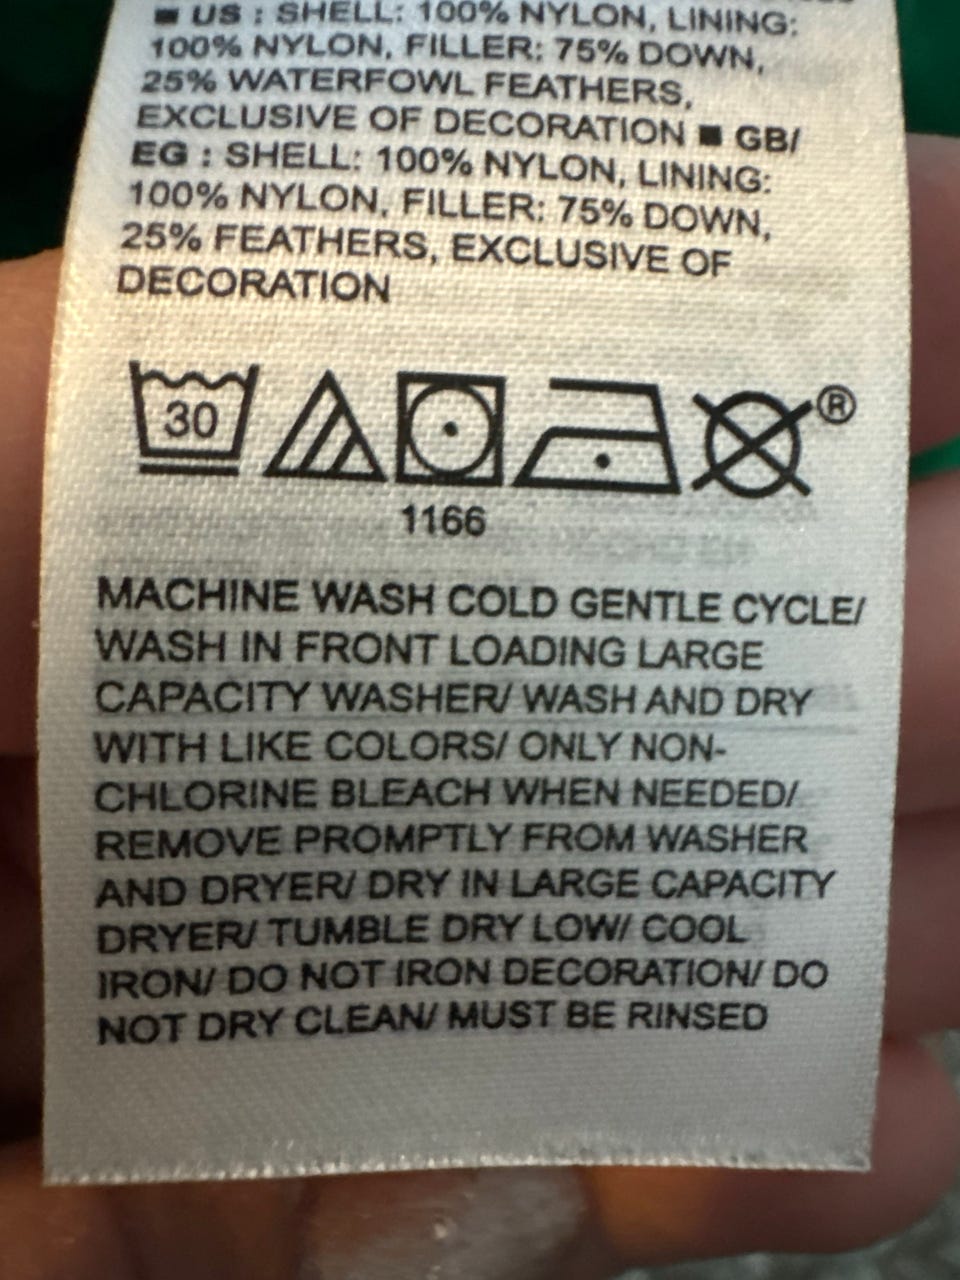 ■ US : SHELL: 100% NYLON, LINING:
100% NYLON, FILLER: 75% DOWN,
25% WATERFOWL FEATHERS,
EXCLUSIVE OF DECORATION ■ GB/
EG : SHELL: 100% NYLON, LINING:
100% NYLON, FILLER: 75% DOWN,
25% FEATHERS, EXCLUSIVE OF
DECORATION
30
®
1166
MACHINE WASH COLD GENTLE CYCLE/
WASH IN FRONT LOADING LARGE
CAPACITY WASHER/ WASH AND DRY
WITH LIKE COLORS/ ONLY NON-
CHLORINE BLEACH WHEN NEEDED/
REMOVE PROMPTLY FROM WASHER
AND DRYER/ DRY IN LARGE CAPACITY
DRYER/ TUMBLE DRY LOW/ COOL
IRON/ DO NOT IRON DECORATION/ DO
NOT DRY CLEAN/ MUST BE RINSED